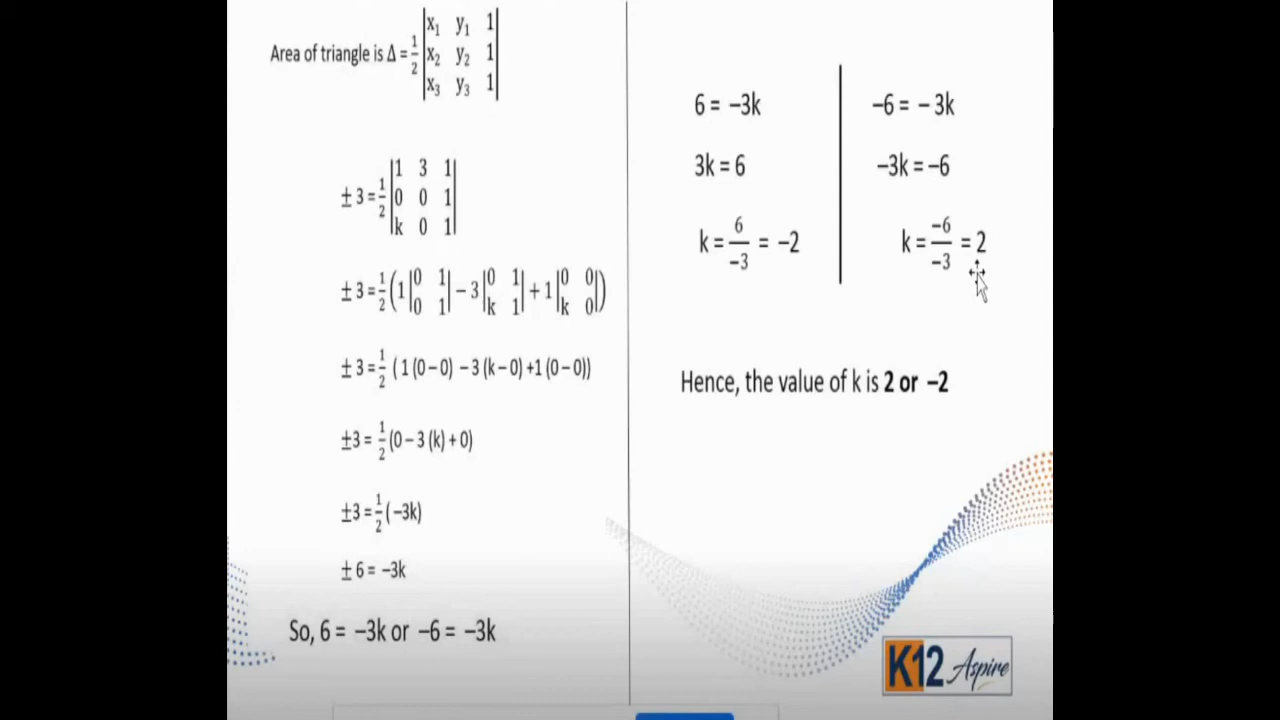 Area of triangle is Δ = 1/2 |x₁ y₁ 1|
|x₂ y₂ 1|
|x₃ y₃ 1|
± 3 = 1/2 |1 3 1|
|0 0 1|
|k 0 1|
± 3 = 1/2 ( 1 |0 1| − 3 |0 1| + 1 |0 0| )
|0 1| |k 1| |k 0|
± 3 = 1/2 ( 1 (0 − 0) − 3 (k − 0) +1 (0 − 0))
±3 = 1/2 (0 − 3 (k) + 0)
±3 = 1/2 ( −3k)
± 6 = −3k
So, 6 = −3k or −6 = −3k
6 = −3k
3k = 6
k = 6/−3 = −2
−6 = − 3k
−3k = −6
k = −6/−3 = 2
Hence, the value of k is 2 or −2
K12 Aspire